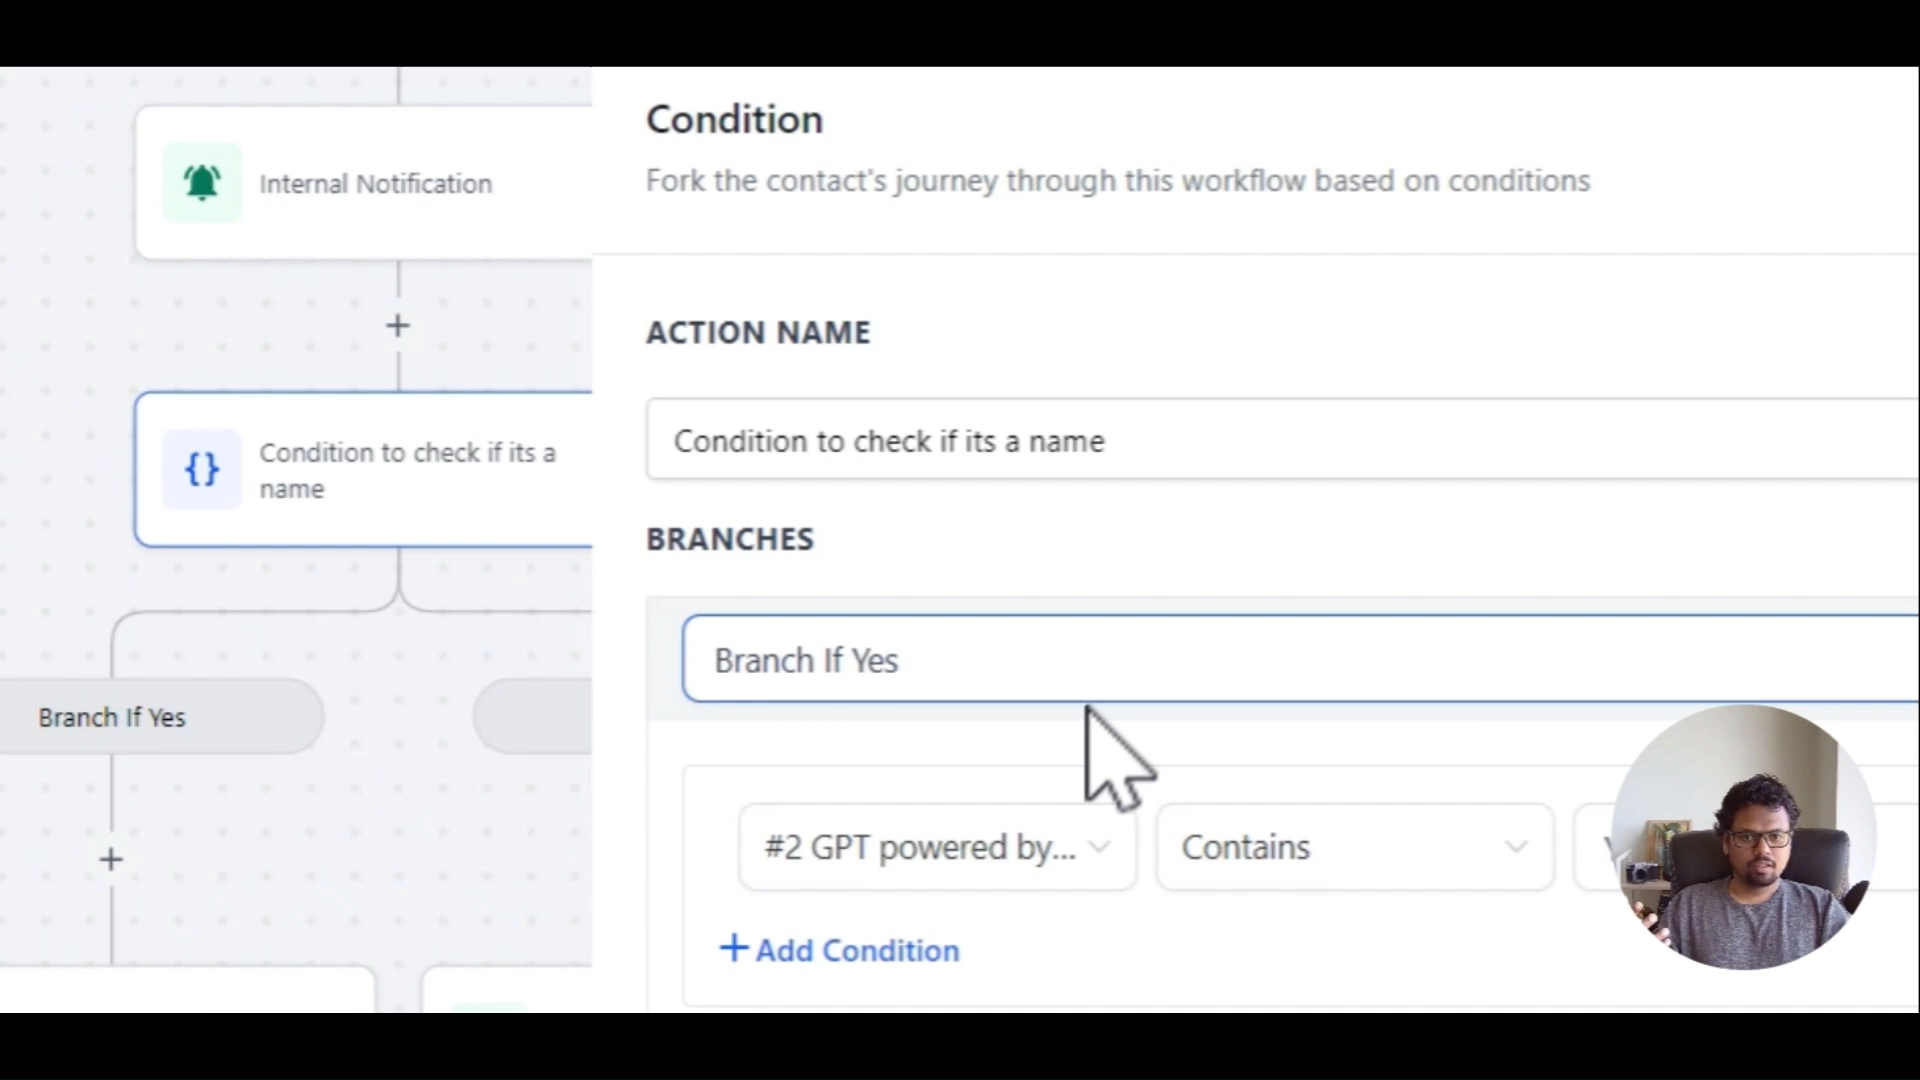 Internal Notification
Condition to check if its a
name
Branch If Yes
Condition
Fork the contact's journey through this workflow based on conditions
ACTION NAME
Condition to check if its a name
BRANCHES
Branch If Yes
#2 GPT powered by...
Contains
Add Condition